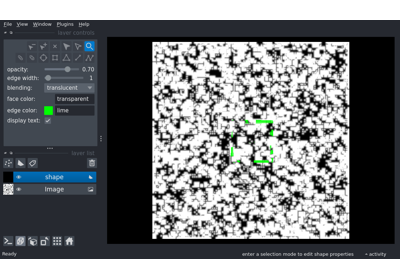 File View Window Plugins Help
layer controls
opacity: 0.70
edge width: 1
blending: translucent
face color: transparent
edge color: lime
display text:
layer list
shape
Image
Ready
enter a selection mode to edit shape properties
activity